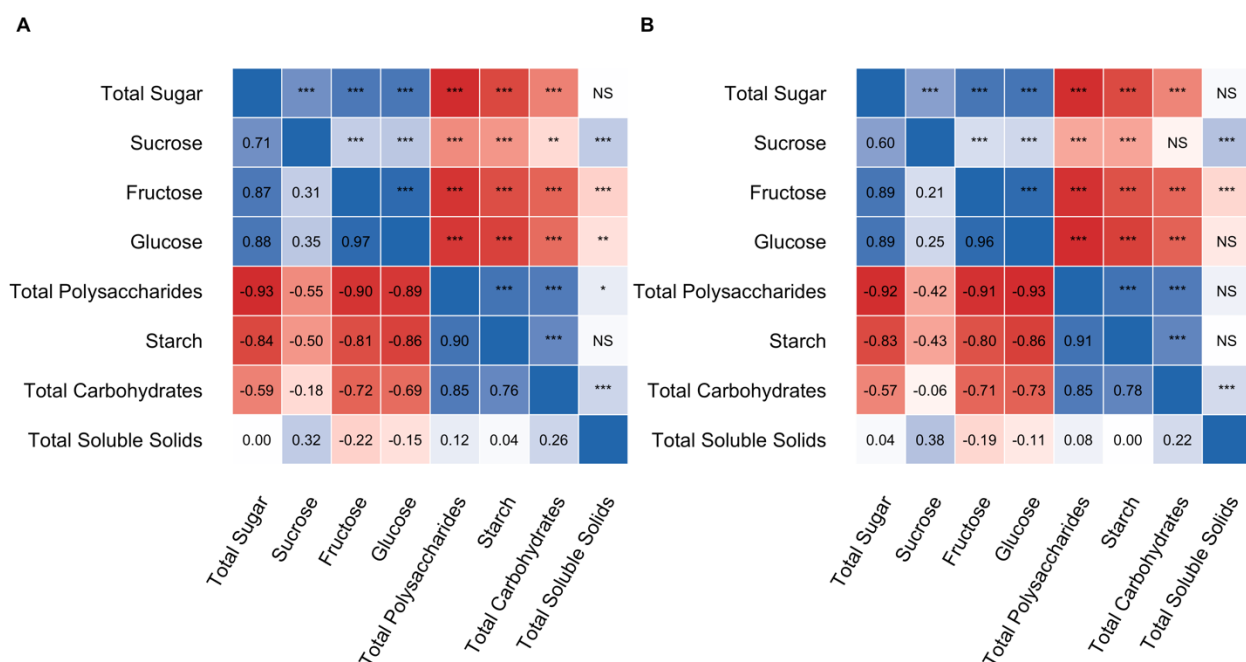 A
Total Sugar *** *** *** *** *** *** NS
Sucrose 0.71 *** *** *** *** ** ***
Fructose 0.87 0.31 *** *** *** *** ***
Glucose 0.88 0.35 0.97 *** *** *** **
Total Polysaccharides -0.93 -0.55 -0.90 -0.89 *** *** *
Starch -0.84 -0.50 -0.81 -0.86 0.90 *** NS
Total Carbohydrates -0.59 -0.18 -0.72 -0.69 0.85 0.76 ***
Total Soluble Solids 0.00 0.32 -0.22 -0.15 0.12 0.04 0.26
Total Sugar
Sucrose
Fructose
Glucose
Total Polysaccharides
Starch
Total Carbohydrates
Total Soluble Solids
B
Total Sugar *** *** *** *** *** *** NS
Sucrose 0.60 *** *** *** *** NS ***
Fructose 0.89 0.21 *** *** *** *** ***
Glucose 0.89 0.25 0.96 *** *** *** NS
Total Polysaccharides -0.92 -0.42 -0.91 -0.93 *** *** NS
Starch -0.83 -0.43 -0.80 -0.86 0.91 *** NS
Total Carbohydrates -0.57 -0.06 -0.71 -0.73 0.85 0.78 ***
Total Soluble Solids 0.04 0.38 -0.19 -0.11 0.08 0.00 0.22
Total Sugar
Sucrose
Fructose
Glucose
Total Polysaccharides
Starch
Total Carbohydrates
Total Soluble Solids